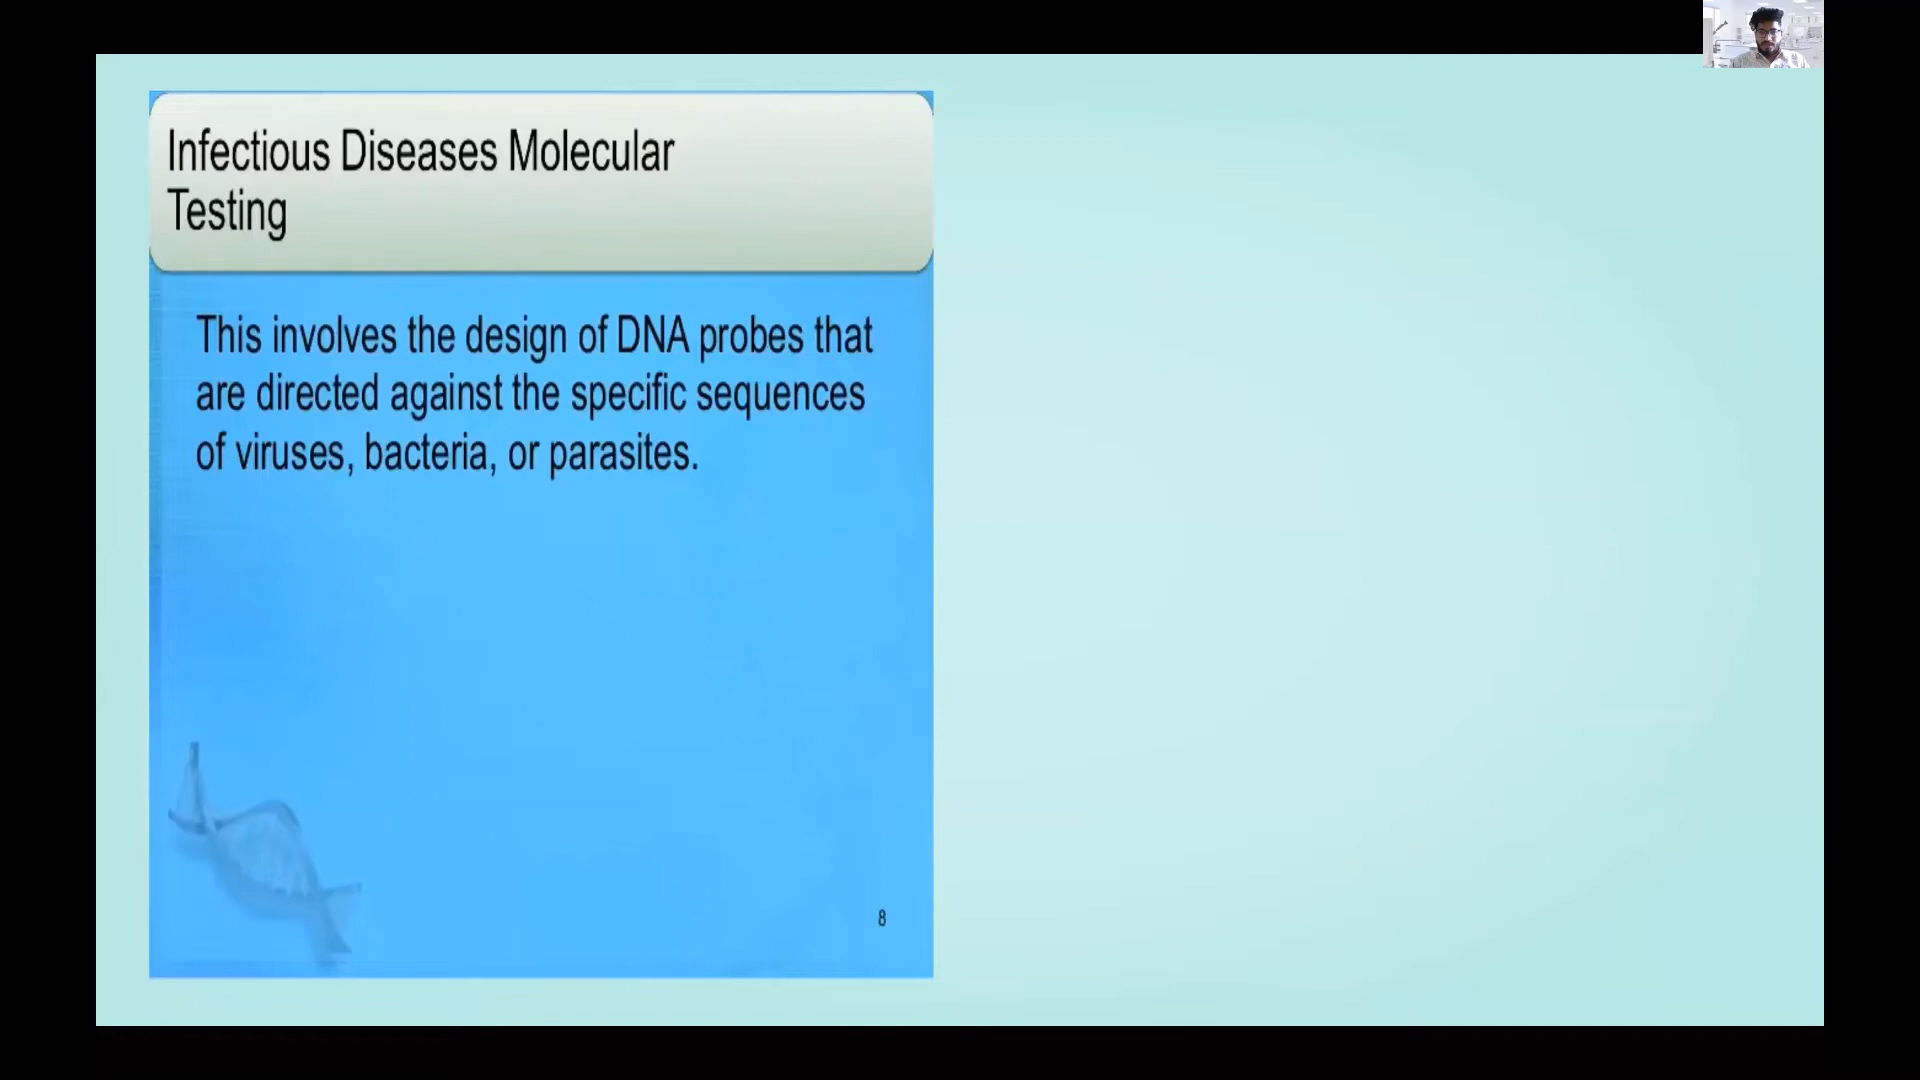 Infectious Diseases Molecular
Testing
This involves the design of DNA probes that
are directed against the specific sequences
of viruses, bacteria, or parasites.
8